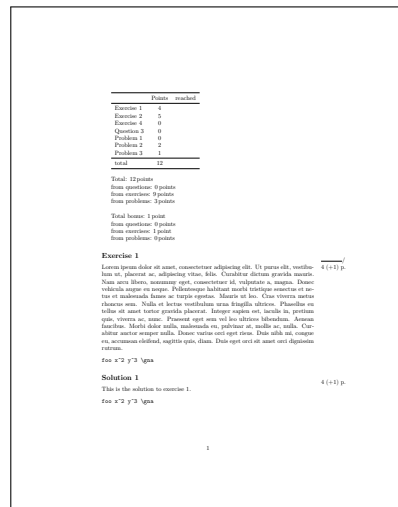 Points reached
Exercise 1 4
Exercise 2 5
Exercise 4 0
Question 3 0
Problem 1 0
Problem 2 2
Problem 3 1
total 12
Total: 12 points
from questions: 0 points
from exercises: 9 points
from problems: 3 points
Total bonus: 1 point
from questions: 0 points
from exercises: 1 point
from problems: 0 points
Exercise 1
/
4 (+1) p.
Lorem ipsum dolor sit amet, consectetuer adipiscing elit. Ut purus elit, vestibu-
lum ut, placerat ac, adipiscing vitae, felis. Curabitur dictum gravida mauris.
Nam arcu libero, nonummy eget, consectetuer id, vulputate a, magna. Donec
vehicula augue eu neque. Pellentesque habitant morbi tristique senectus et ne-
tus et malesuada fames ac turpis egestas. Mauris ut leo. Cras viverra metus
rhoncus sem. Nulla et lectus vestibulum urna fringilla ultrices. Phasellus eu
tellus sit amet tortor gravida placerat. Integer sapien est, iaculis in, pretium
quis, viverra ac, nunc. Praesent eget sem vel leo ultrices bibendum. Aenean
faucibus. Morbi dolor nulla, malesuada eu, pulvinar at, mollis ac, nulla. Cur-
abitur auctor semper nulla. Donec varius orci eget risus. Duis nibh mi, congue
eu, accumsan eleifend, sagittis quis, diam. Duis eget orci sit amet orci dignissim
rutrum.
foo x^2 y^3 \gna
Solution 1
4 (+1) p.
This is the solution to exercise 1.
foo x^2 y^3 \gna
1